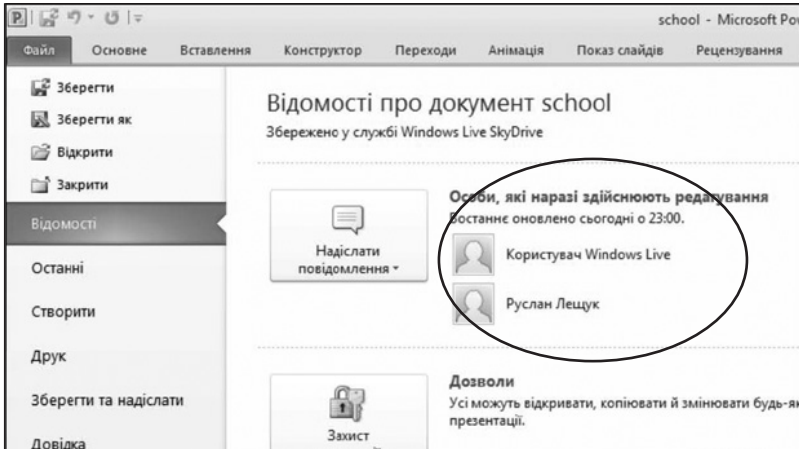 school - Microsoft Pow
Файл Основне Вставлення Конструктор Переходи Анімація Показ слайдів Рецензування
Зберегти
Зберегти як
Відкрити
Закрити
Відомості
Останні
Створити
Друк
Зберегти та надіслати
Довідка
Відомості про документ school
Збережено у службі Windows Live SkyDrive
Надіслати
повідомлення
Особи, які наразі здійснюють редагування
Востаннє оновлено сьогодні о 23:00.
Користувач Windows Live
Руслан Лещук
Захист
Дозволи
Усі можуть відкривати, копіювати й змінювати будь-як
презентації.